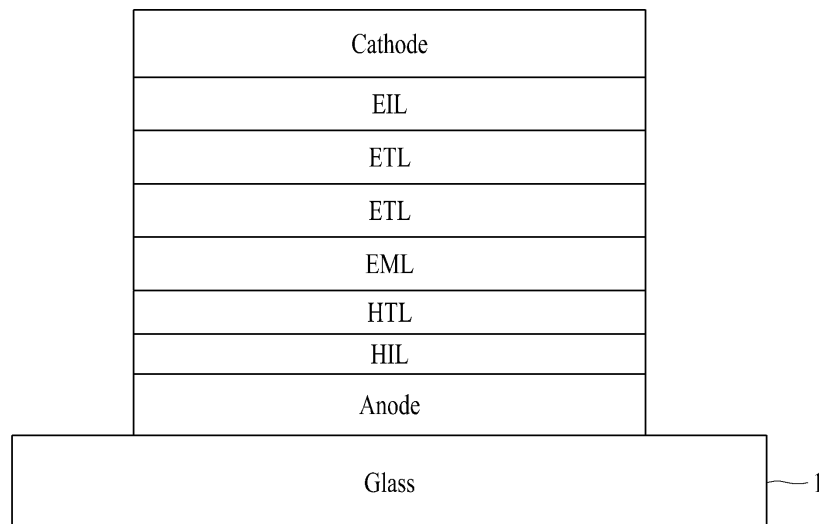 Cathode
EIL
ETL
ETL
EML
HTL
HIL
Anode
Glass
1